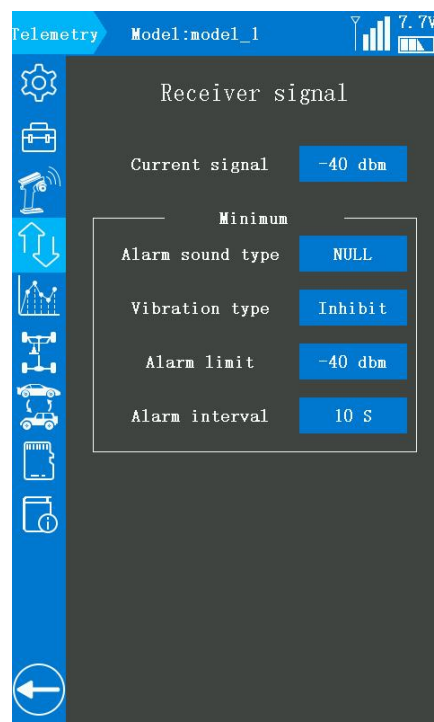 Telemetry Model:model_1 7.7V
Receiver signal
Current signal -40 dbm
Minimum
Alarm sound type NULL
Vibration type Inhibit
Alarm limit -40 dbm
Alarm interval 10 S